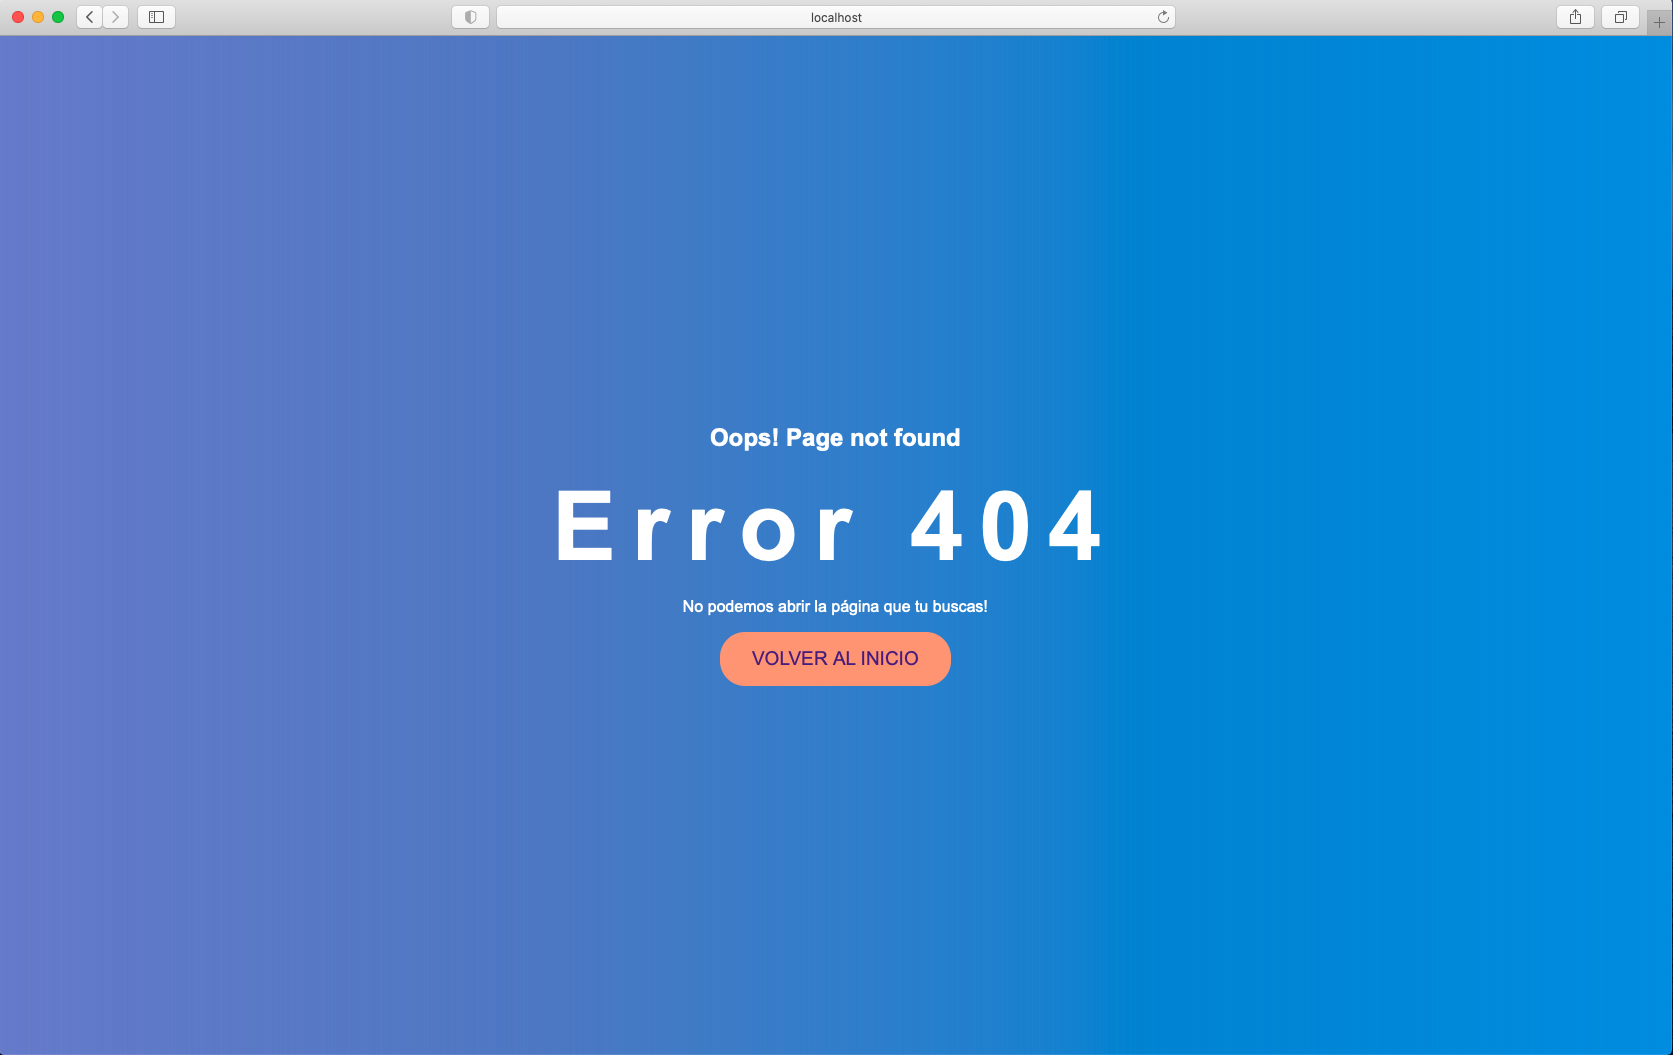 localhost
Oops! Page not found
Error 404
No podemos abrir la página que tu buscas!
VOLVER AL INICIO